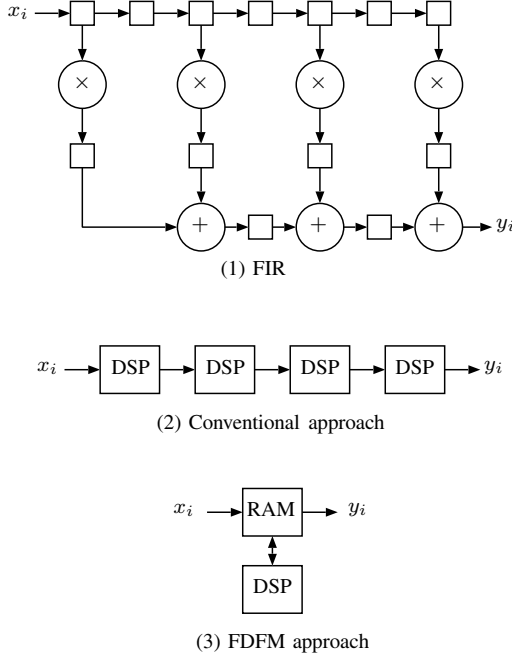 x_i
× × × ×
+ + + y_i
(1) FIR
x_i DSP DSP DSP DSP y_i
(2) Conventional approach
x_i RAM y_i
DSP
(3) FDFM approach